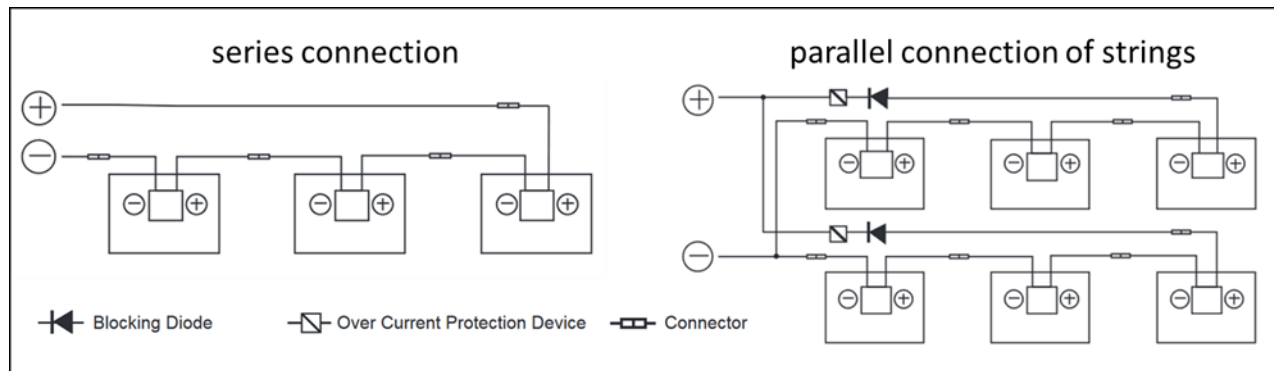 series connection
parallel connection of strings
+
−
− + − + − +
+
−
− + − + − +
− + − + − +
Blocking Diode
Over Current Protection Device
Connector